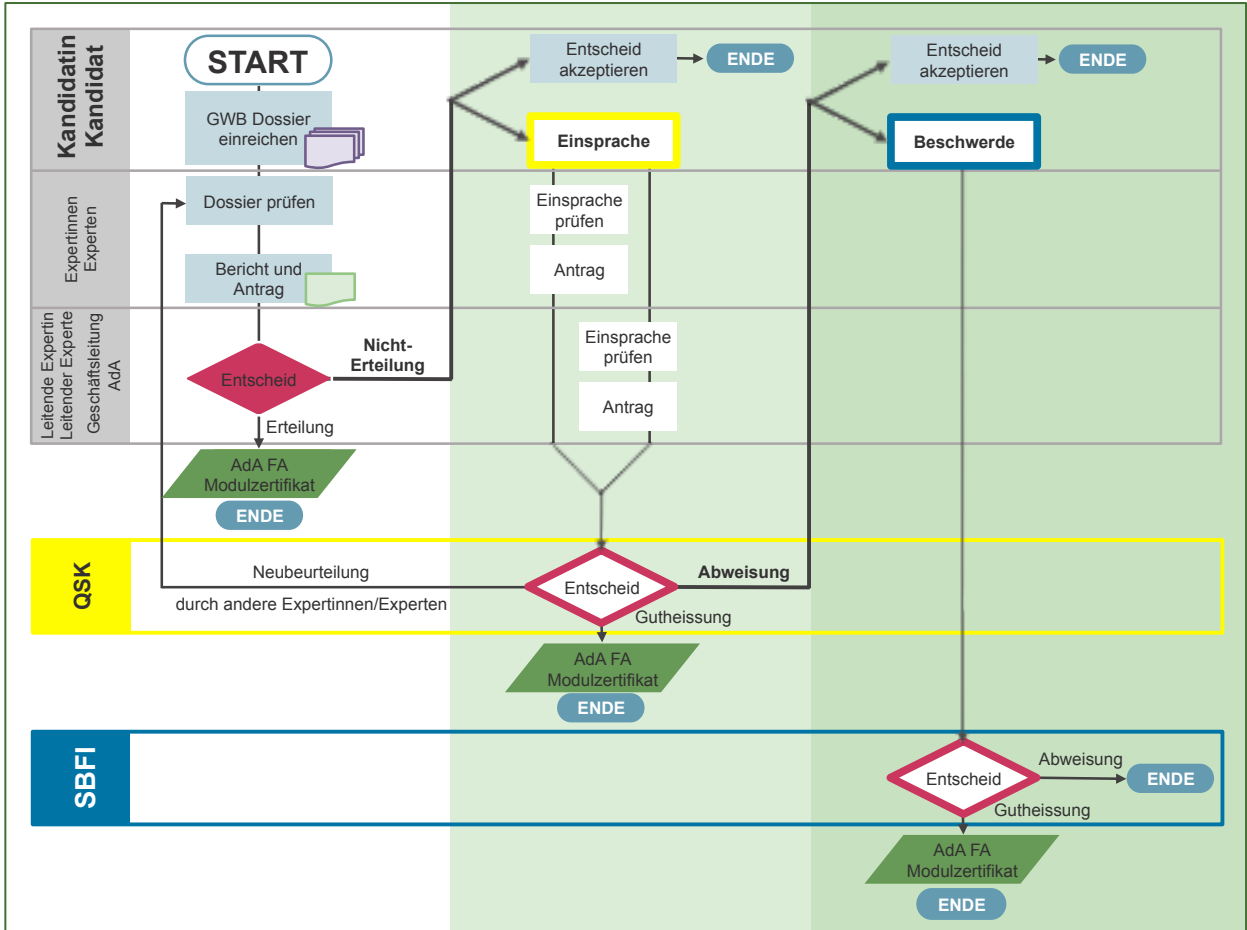 Kandidatin
Kandidat
START
GWB Dossier
einreichen
Entscheid
akzeptieren
ENDE
Einsprache
Entscheid
akzeptieren
ENDE
Beschwerde
Expertinnen
Experten
Dossier prüfen
Bericht und
Antrag
Einsprache
prüfen
Antrag
Leitende Expertin
Leitender Experte
Geschäftsleitung
AdA
Entscheid
Nicht-
Erteilung
Erteilung
Einsprache
prüfen
Antrag
AdA FA
Modulzertifikat
ENDE
QSK
Neubeurteilung
durch andere Expertinnen/Experten
Entscheid
Abweisung
Gutheissung
AdA FA
Modulzertifikat
ENDE
SBFI
Entscheid
Abweisung
ENDE
Gutheissung
AdA FA
Modulzertifikat
ENDE